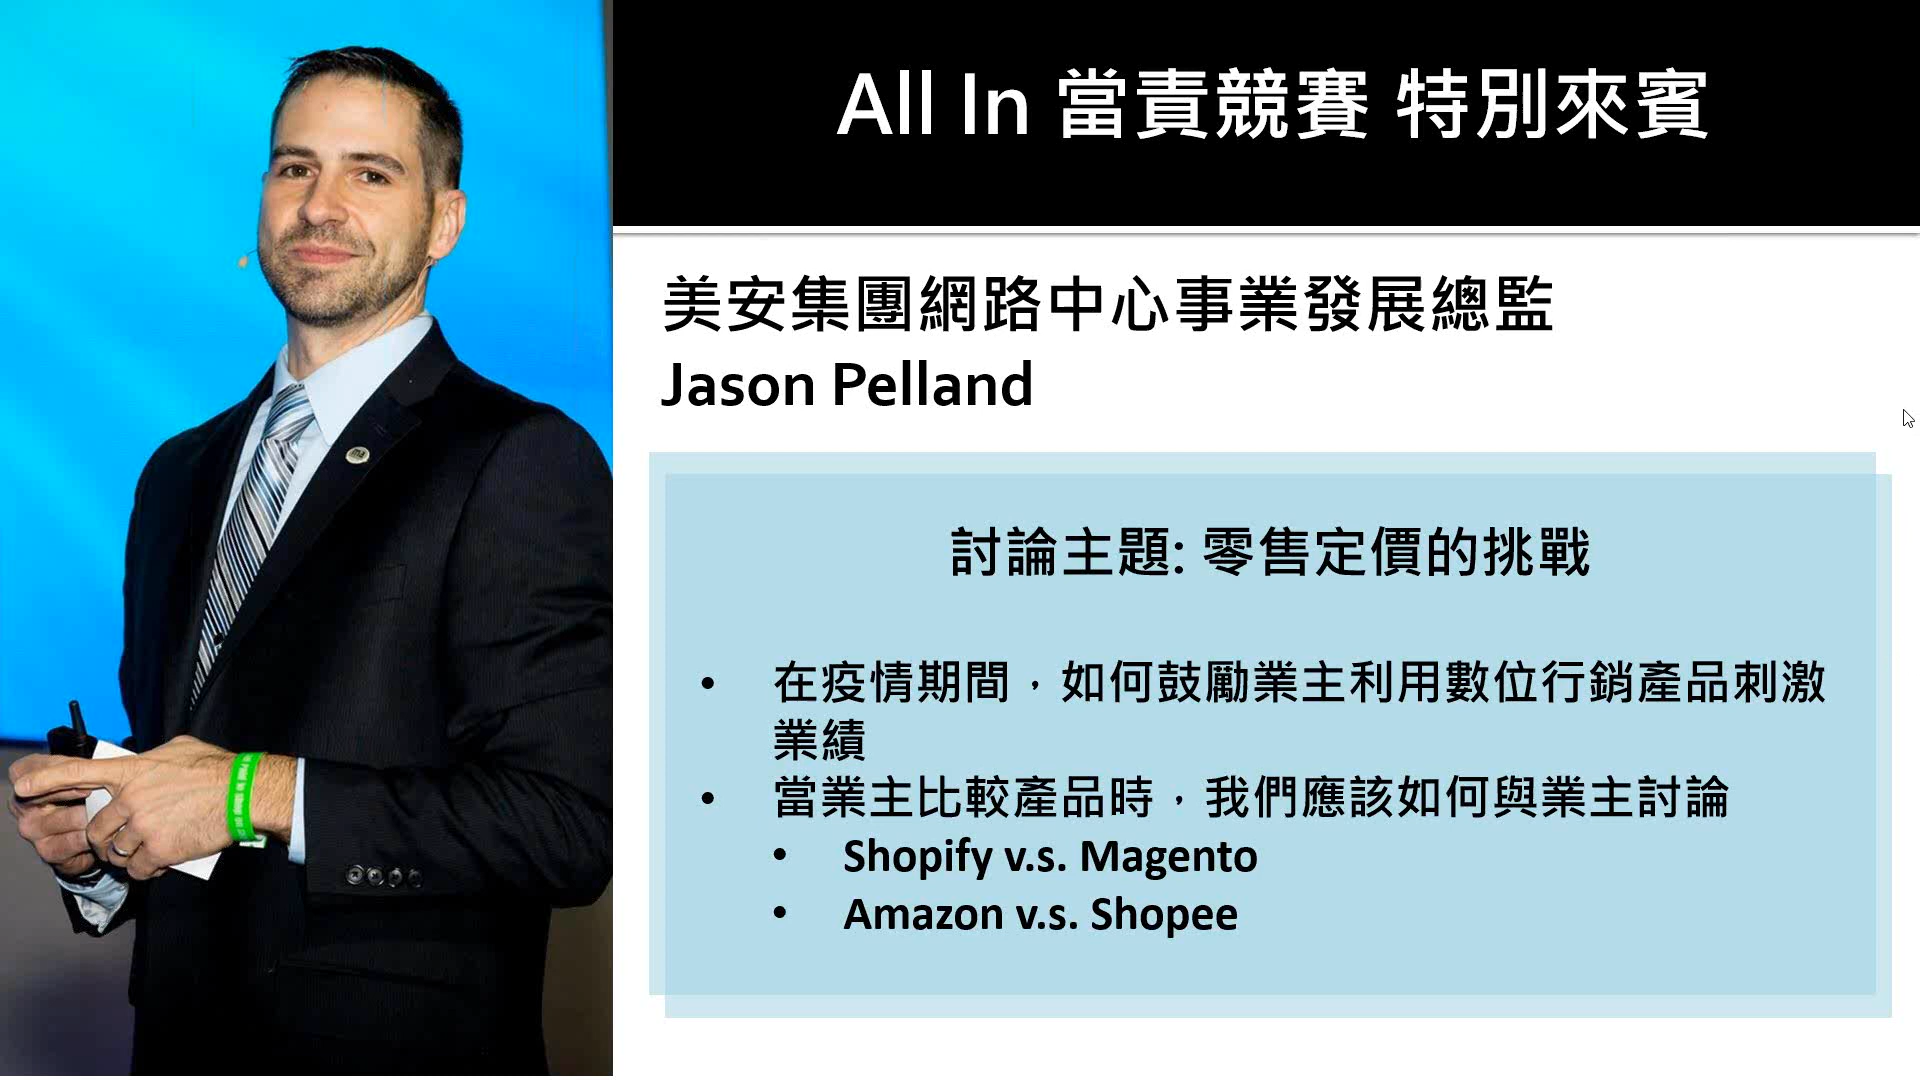 All In 當責競賽 特別來賓
美安集團網路中心事業發展總監
Jason Pelland
討論主題: 零售定價的挑戰
• 在疫情期間，如何鼓勵業主利用數位行銷產品刺激
業績
• 當業主比較產品時，我們應該如何與業主討論
• Shopify v.s. Magento
• Amazon v.s. Shopee